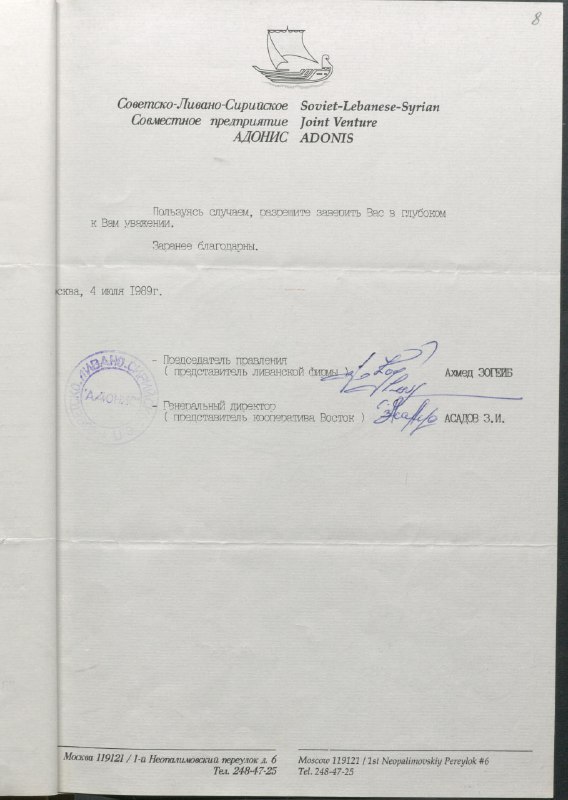 8
Советско-Ливано-Сирийское Soviet-Lebanese-Syrian
Совместное предприятие Joint Venture
АДОНИС ADONIS
Пользуясь случаем, разрешите заверить Вас в глубоком
к Вам уважении.
Заранее благодарны.
сква, 4 июля 1989г.
- Председатель правления
( представитель ливанской фирмы ) Ахмед ЗОГЕИБ
- Генеральный директор
( представитель кооператива Восток ) АСАДОВ З.И.
ЛИВАНО-СИРИЙС
Москва 119121 / 1-й Неопалимовский переулок д. 6 Moscow 119121 / 1st Neopalimovskiy Pereylok #6
Тел. 248-47-25 Tel. 248-47-25